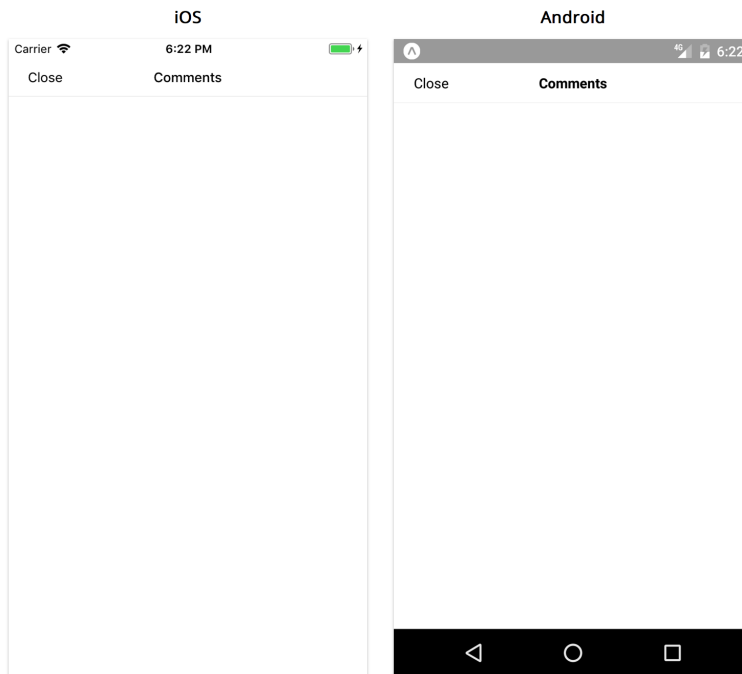 iOS
Carrier 6:22 PM
Close Comments
Android
4G 6:22
Close Comments